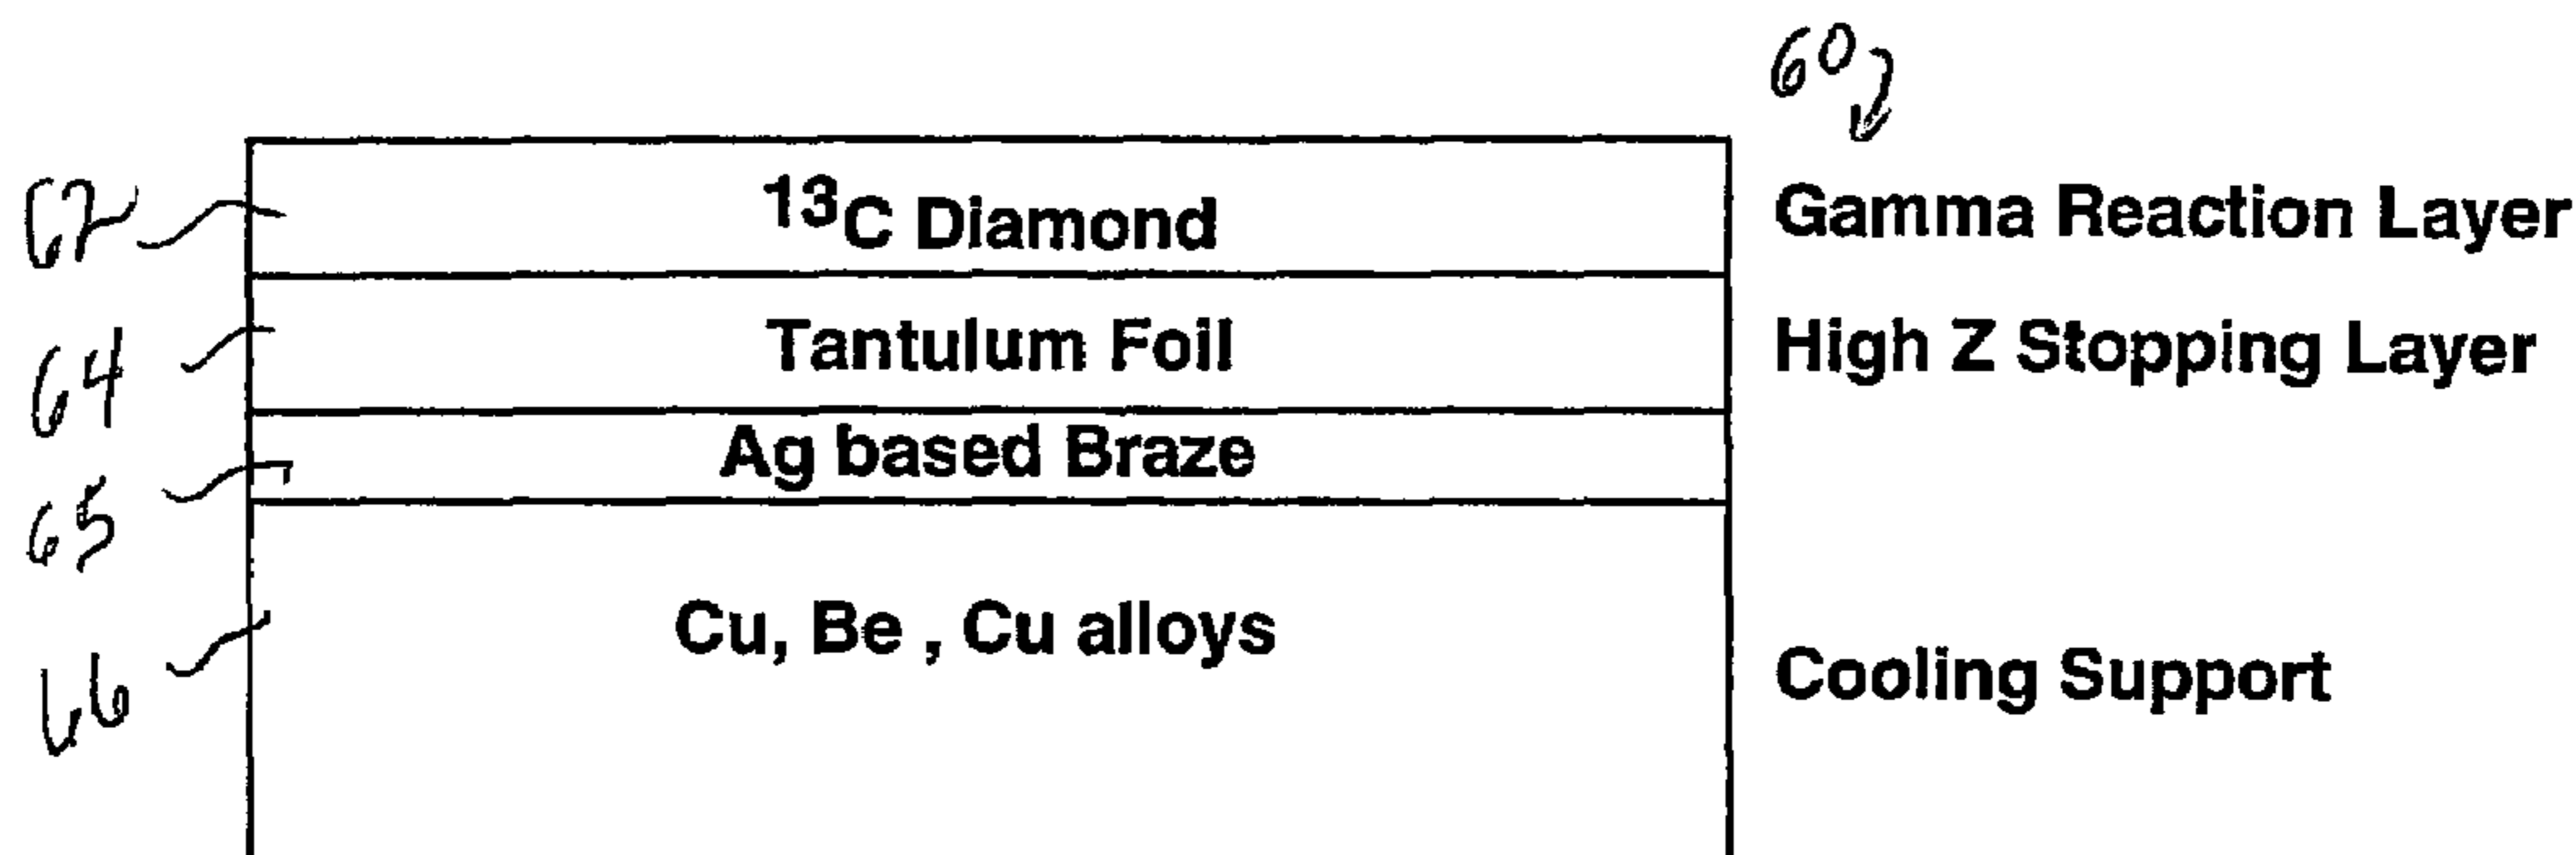 60
62 ¹³C Diamond Gamma Reaction Layer
64 Tantulum Foil High Z Stopping Layer
65 Ag based Braze
66 Cu, Be , Cu alloys
Cooling Support